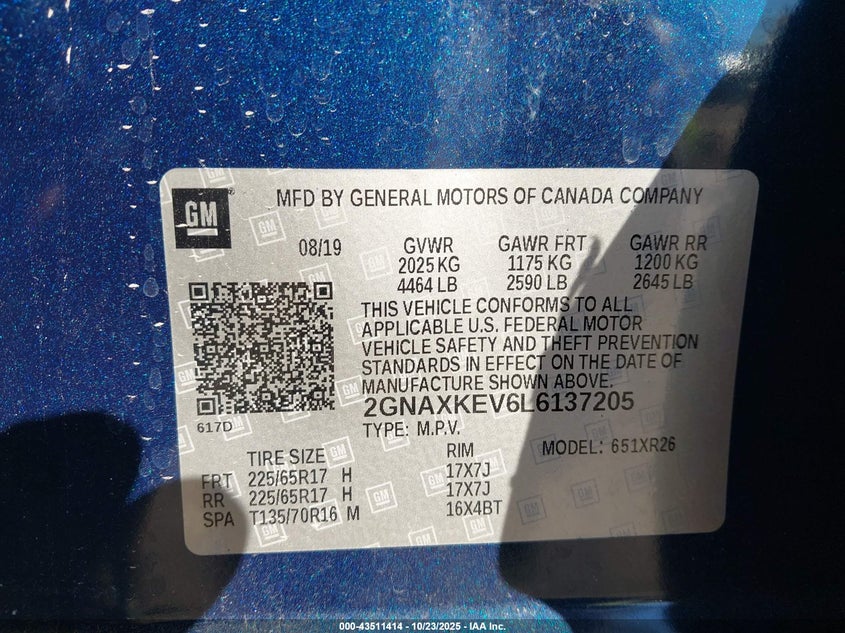 GM
MFD BY GENERAL MOTORS OF CANADA COMPANY
08/19 GVWR GAWR FRT GAWR RR
2025 KG 1175 KG 1200 KG
4464 LB 2590 LB 2645 LB
THIS VEHICLE CONFORMS TO ALL
APPLICABLE U.S. FEDERAL MOTOR
VEHICLE SAFETY AND THEFT PREVENTION
STANDARDS IN EFFECT ON THE DATE OF
MANUFACTURE SHOWN ABOVE.
617D
2GNAXKEV6L6137205
TYPE: M.P.V. MODEL: 651XR26
TIRE SIZE RIM
FRT 225/65R17 H 17X7J
RR 225/65R17 H 17X7J
SPA T135/70R16 M 16X4BT
000-43511414 - 10/23/2025 - IAA Inc.